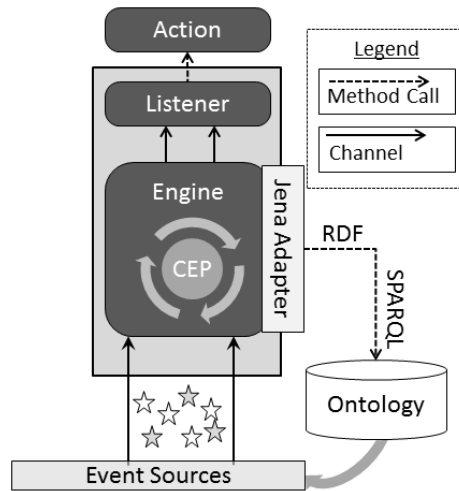 Action
Legend
Method Call
Channel
Listener
Engine
CEP
Jena Adapter
RDF
SPARQL
Ontology
Event Sources